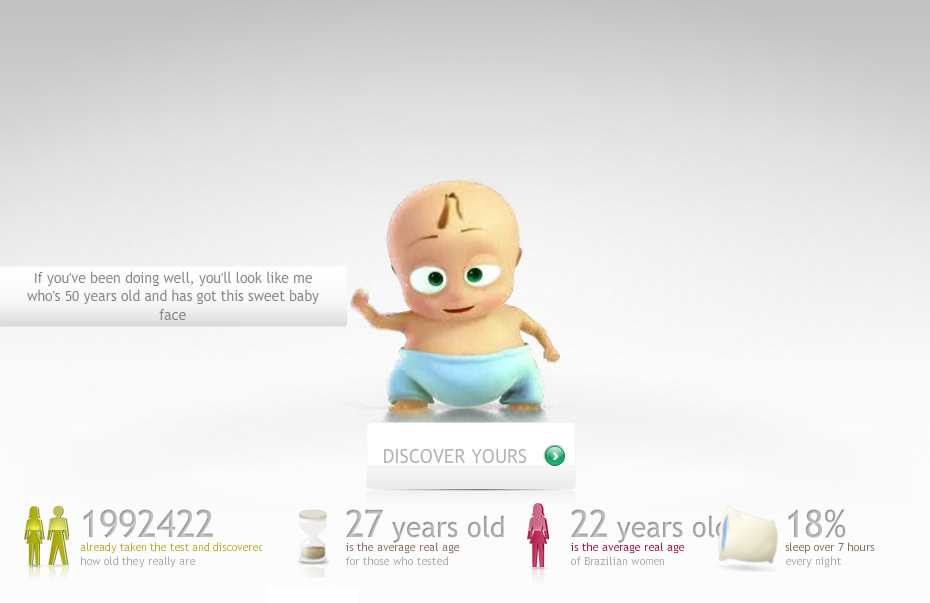 If you've been doing well, you'll look like me
who's 50 years old and has got this sweet baby
face
DISCOVER YOURS
1992422
already taken the test and discovered
how old they really are
27 years old
is the average real age
for those who tested
22 years old
is the average real age
of Brazilian women
18%
sleep over 7 hours
every night